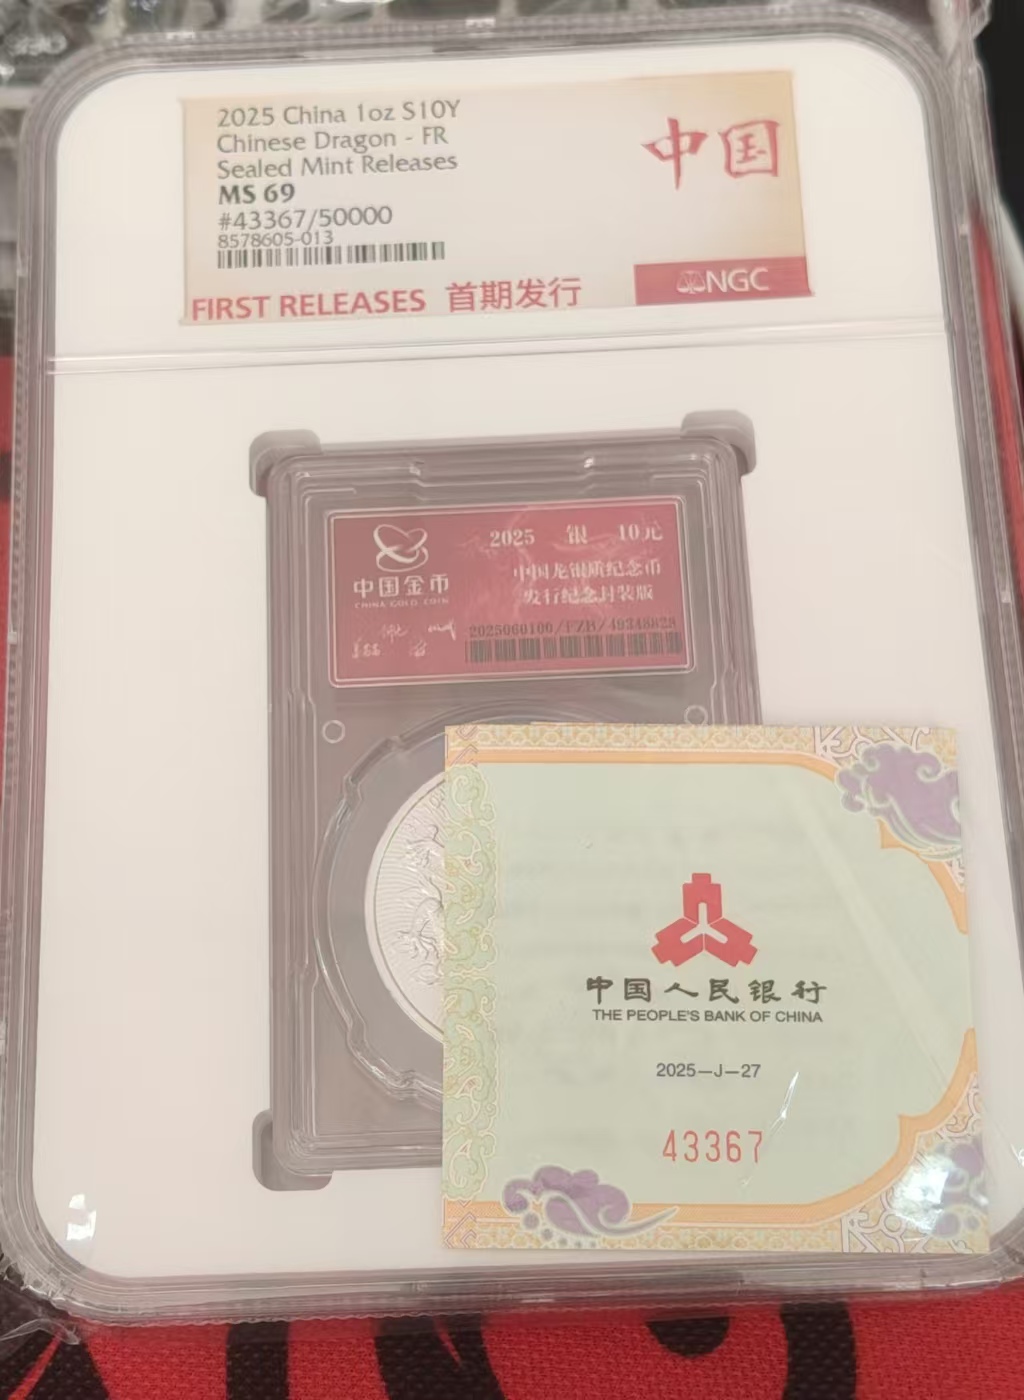 2025 China 1oz S10Y
Chinese Dragon - FR
Sealed Mint Releases
MS 69
#43367/50000
8578605-013
中国
FIRST RELEASES 首期发行
NGC
中国金币
CHINA GOLD COIN
2025 银 10元
中国龙银质纪念币
发行纪念封装版
中国人民银行
THE PEOPLE'S BANK OF CHINA
2025—J—27
43367